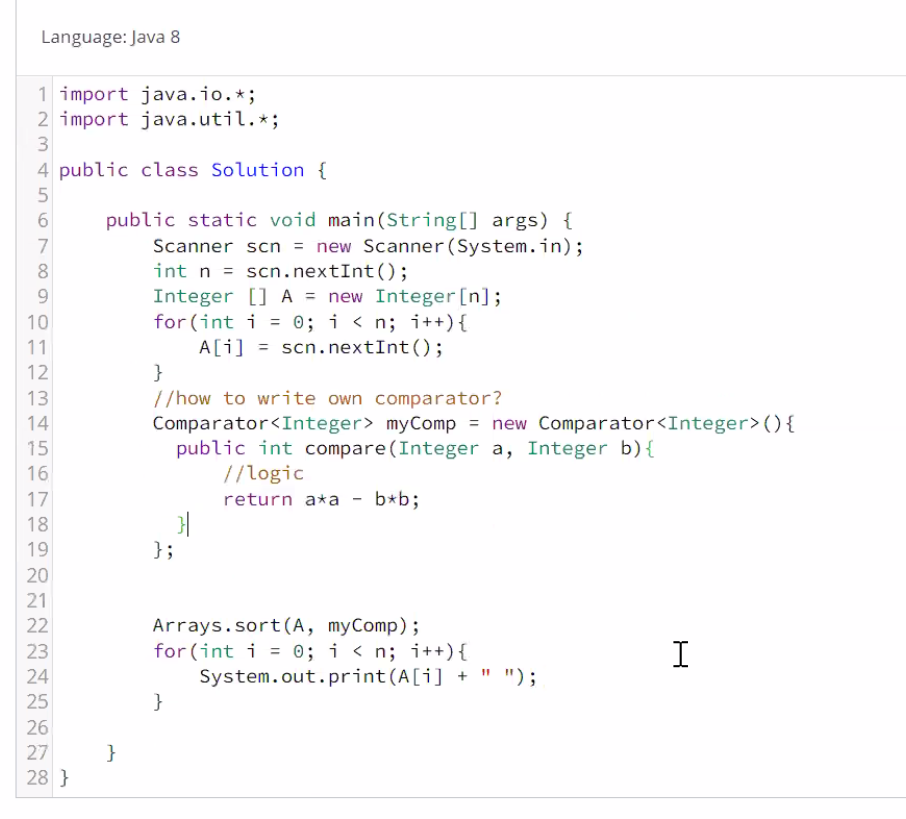 Language: Java 8
1 import java.io.*;
2 import java.util.*;
3
4 public class Solution {
5
6     public static void main(String[] args) {
7         Scanner scn = new Scanner(System.in);
8         int n = scn.nextInt();
9         Integer [] A = new Integer[n];
10         for(int i = 0; i < n; i++){
11             A[i] = scn.nextInt();
12         }
13         //how to write own comparator?
14         Comparator<Integer> myComp = new Comparator<Integer>(){
15           public int compare(Integer a, Integer b){
16               //logic
17               return a*a - b*b;
18           }
19         };
20
21
22         Arrays.sort(A, myComp);
23         for(int i = 0; i < n; i++){
24             System.out.print(A[i] + " ");
25         }
26
27     }
28 }